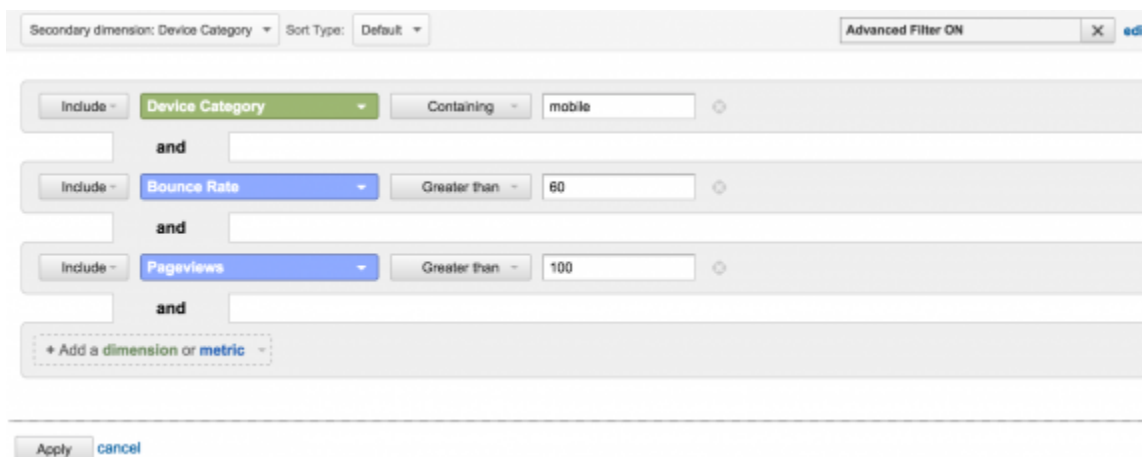 Secondary dimension: Device Category Sort Type: Default Advanced Filter ON edi
Include Device Category Containing mobile
and
Include Bounce Rate Greater than 60
and
Include Pageviews Greater than 100
and
+ Add a dimension or metric
Apply cancel